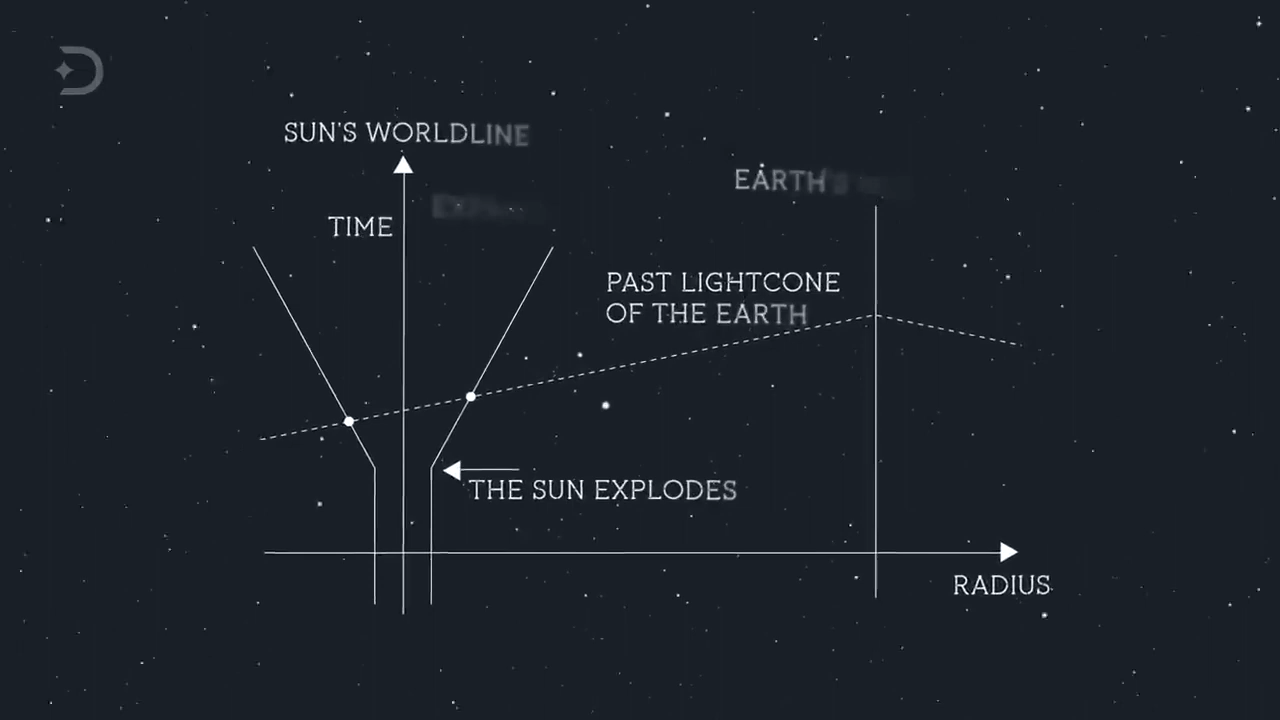 SUN'S WORLDLINE
EARTH'S
TIME
PAST LIGHTCONE
OF THE EARTH
THE SUN EXPLODES
RADIUS